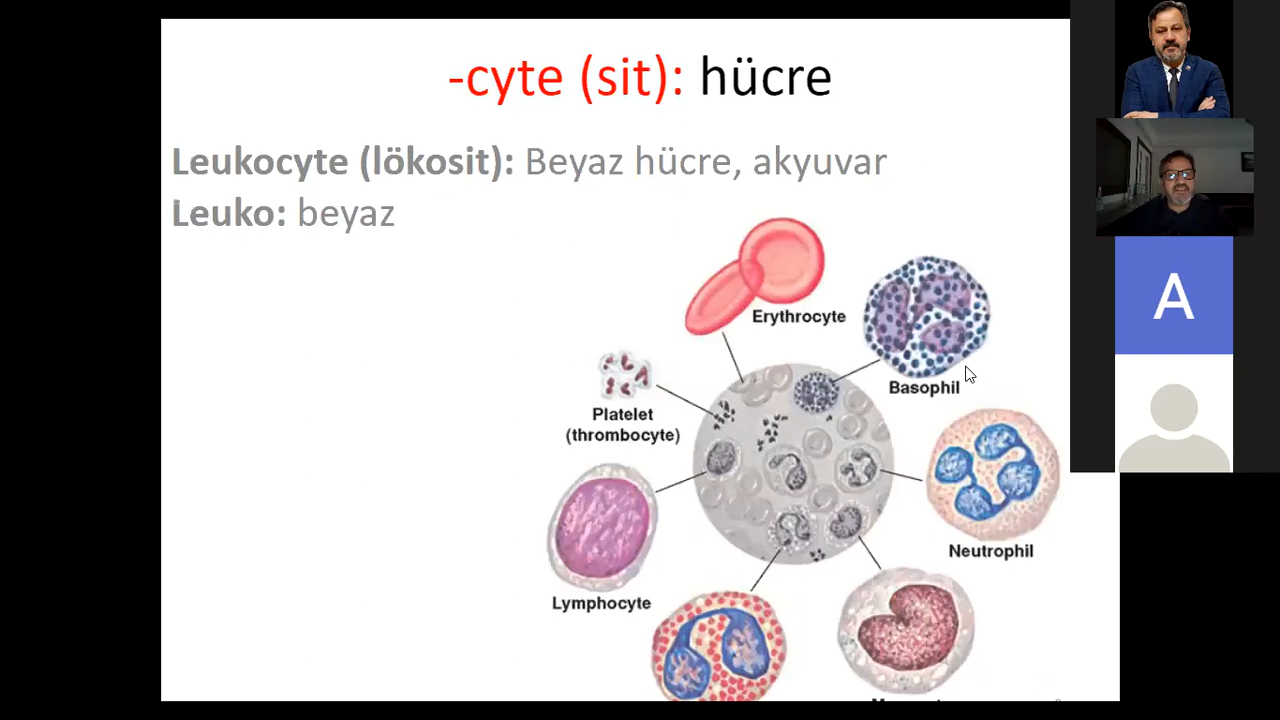 -cyte (sit): hücre
Leukocyte (lökosit): Beyaz hücre, akyuvar
Leuko: beyaz
Erythrocyte
Basophil
Platelet
(thrombocyte)
Neutrophil
Lymphocyte
A